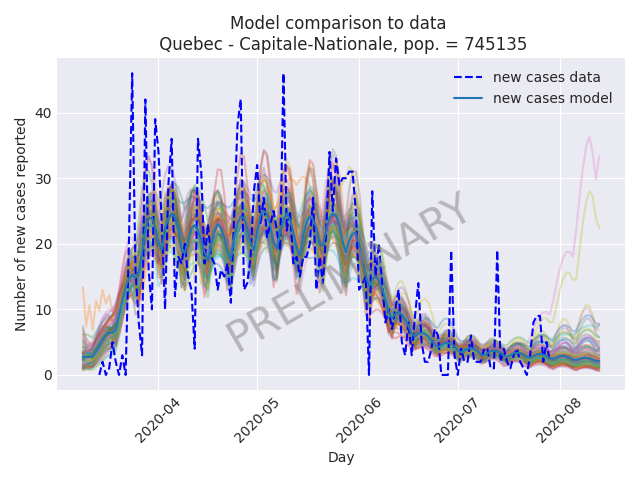 Model comparison to data
Quebec - Capitale-Nationale, pop. = 745135
new cases data
new cases model
Number of new cases reported
40
30
20
10
0
PRELIMINARY
2020-04
2020-05
2020-06
2020-07
2020-08
Day